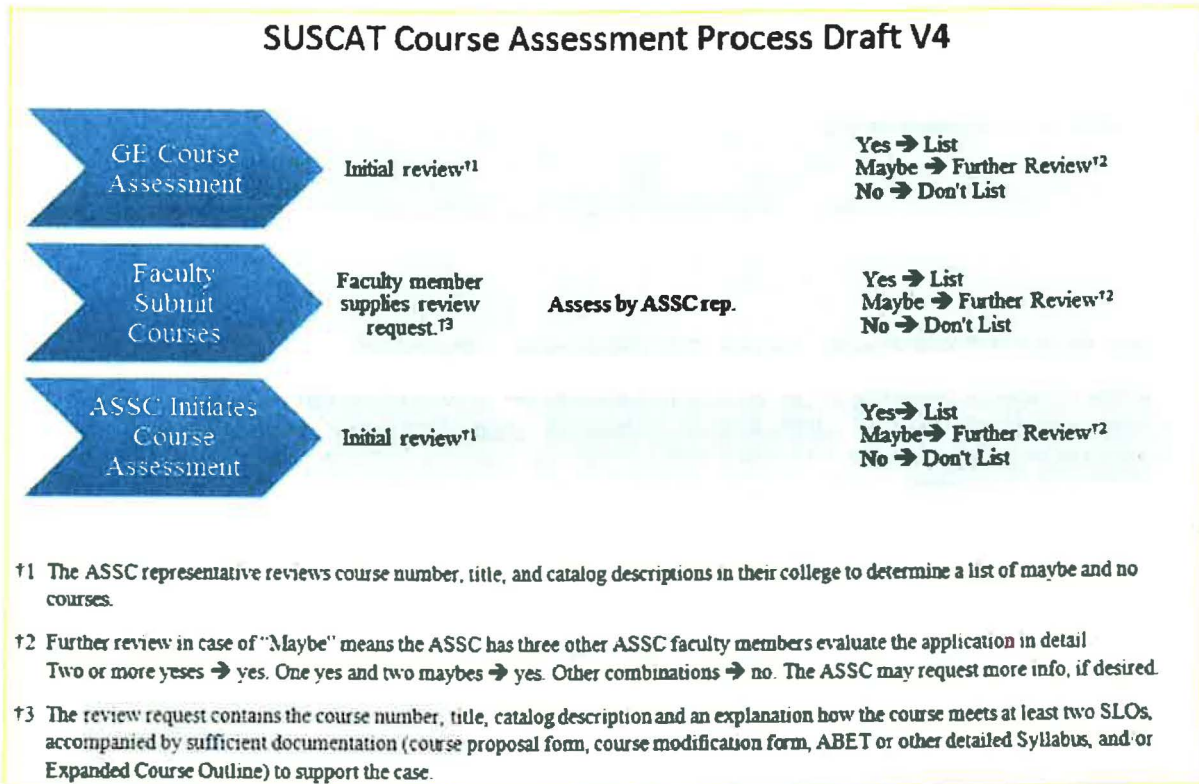 SUSCAT Course Assessment Process Draft V4
GE Course
Assessment
Initial review†1
Yes ➔ List
Maybe ➔ Further Review†2
No ➔ Don't List
Faculty
Submit
Courses
Faculty member
supplies review
request.†3
Assess by ASSC rep.
Yes ➔ List
Maybe ➔ Further Review†2
No ➔ Don't List
ASSC Initiates
Course
Assessment
Initial review†1
Yes➔ List
Maybe➔ Further Review†2
No ➔ Don't List
†1 The ASSC representative reviews course number, title, and catalog descriptions in their college to determine a list of maybe and no
courses.
†2 Further review in case of "Maybe" means the ASSC has three other ASSC faculty members evaluate the application in detail
Two or more yeses ➔ yes. One yes and two maybes ➔ yes. Other combinations ➔ no. The ASSC may request more info, if desired.
†3 The review request contains the course number, title, catalog description and an explanation how the course meets at least two SLOs,
accompanied by sufficient documentation (course proposal form, course modification form, ABET or other detailed Syllabus, and/or
Expanded Course Outline) to support the case.